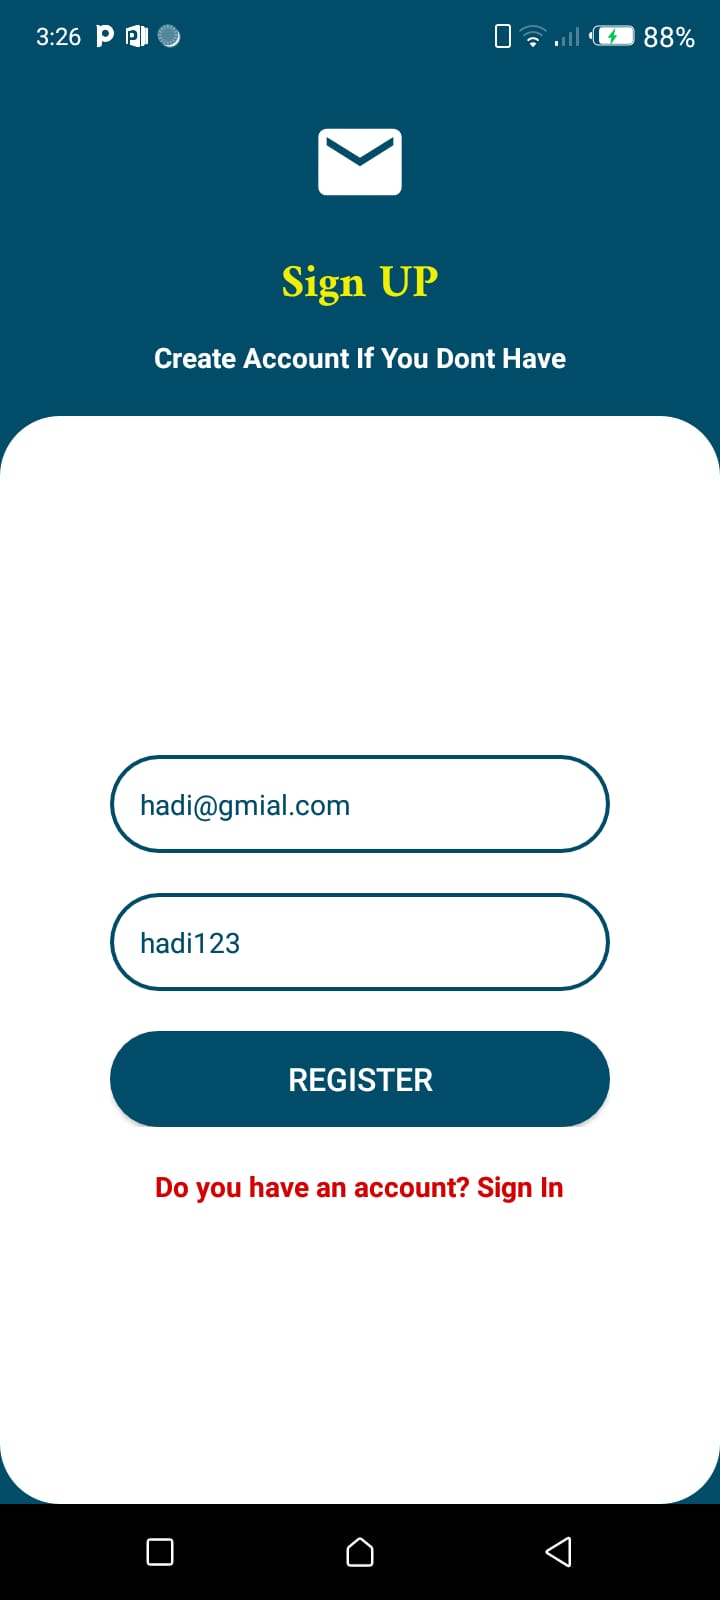 3:26 88%
Sign UP
Create Account If You Dont Have
hadi@gmial.com
hadi123
REGISTER
Do you have an account? Sign In